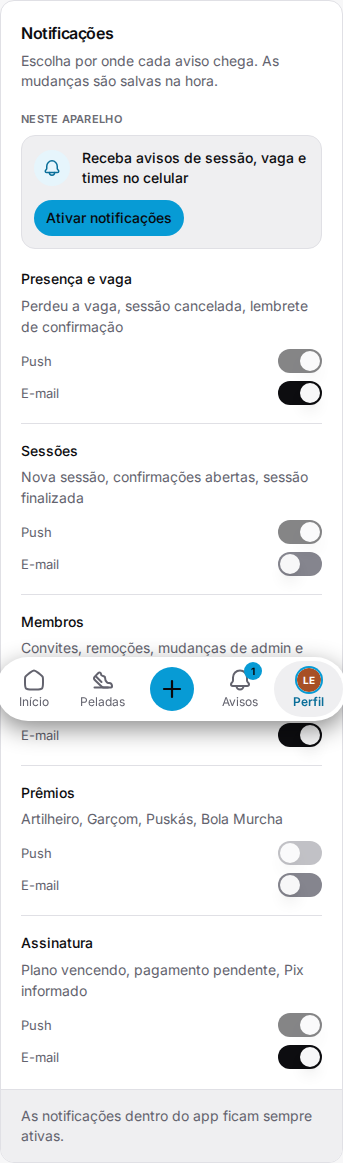 Notificações
Escolha por onde cada aviso chega. As
mudanças são salvas na hora.
NESTE APARELHO
Receba avisos de sessão, vaga e
times no celular
Ativar notificações
Presença e vaga
Perdeu a vaga, sessão cancelada, lembrete
de confirmação
Push
E-mail
Sessões
Nova sessão, confirmações abertas, sessão
finalizada
Push
E-mail
Membros
Convites, remoções, mudanças de admin e
1
LE
Início
Peladas
Avisos
Perfil
E-mail
Prêmios
Artilheiro, Garçom, Puskás, Bola Murcha
Push
E-mail
Assinatura
Plano vencendo, pagamento pendente, Pix
informado
Push
E-mail
As notificações dentro do app ficam sempre
ativas.